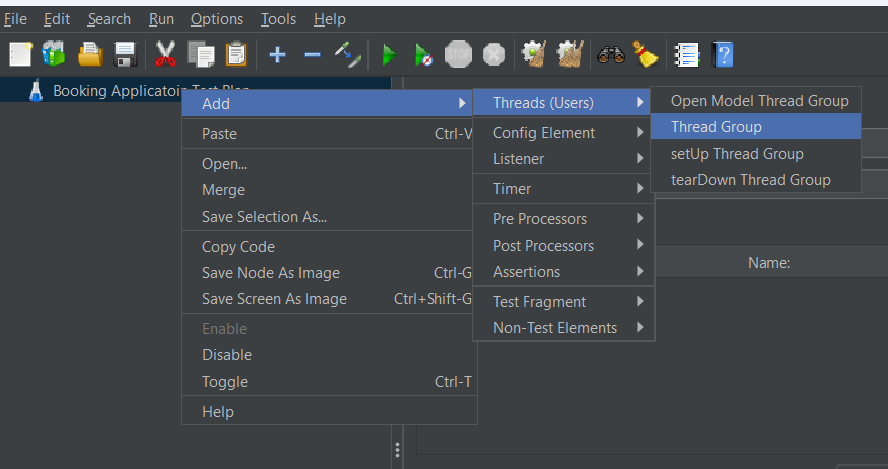 File Edit Search Run Options Tools Help
STOP
?
Booking Applicatoin Test Plan
Add
Paste Ctrl-V
Open...
Merge
Save Selection As...
Copy Code
Save Node As Image Ctrl-G
Save Screen As Image Ctrl+Shift-G
Enable
Disable
Toggle Ctrl-T
Help
Threads (Users)
Config Element
Listener
Timer
Pre Processors
Post Processors
Assertions
Test Fragment
Non-Test Elements
Open Model Thread Group
Thread Group
setUp Thread Group
tearDown Thread Group
Name: